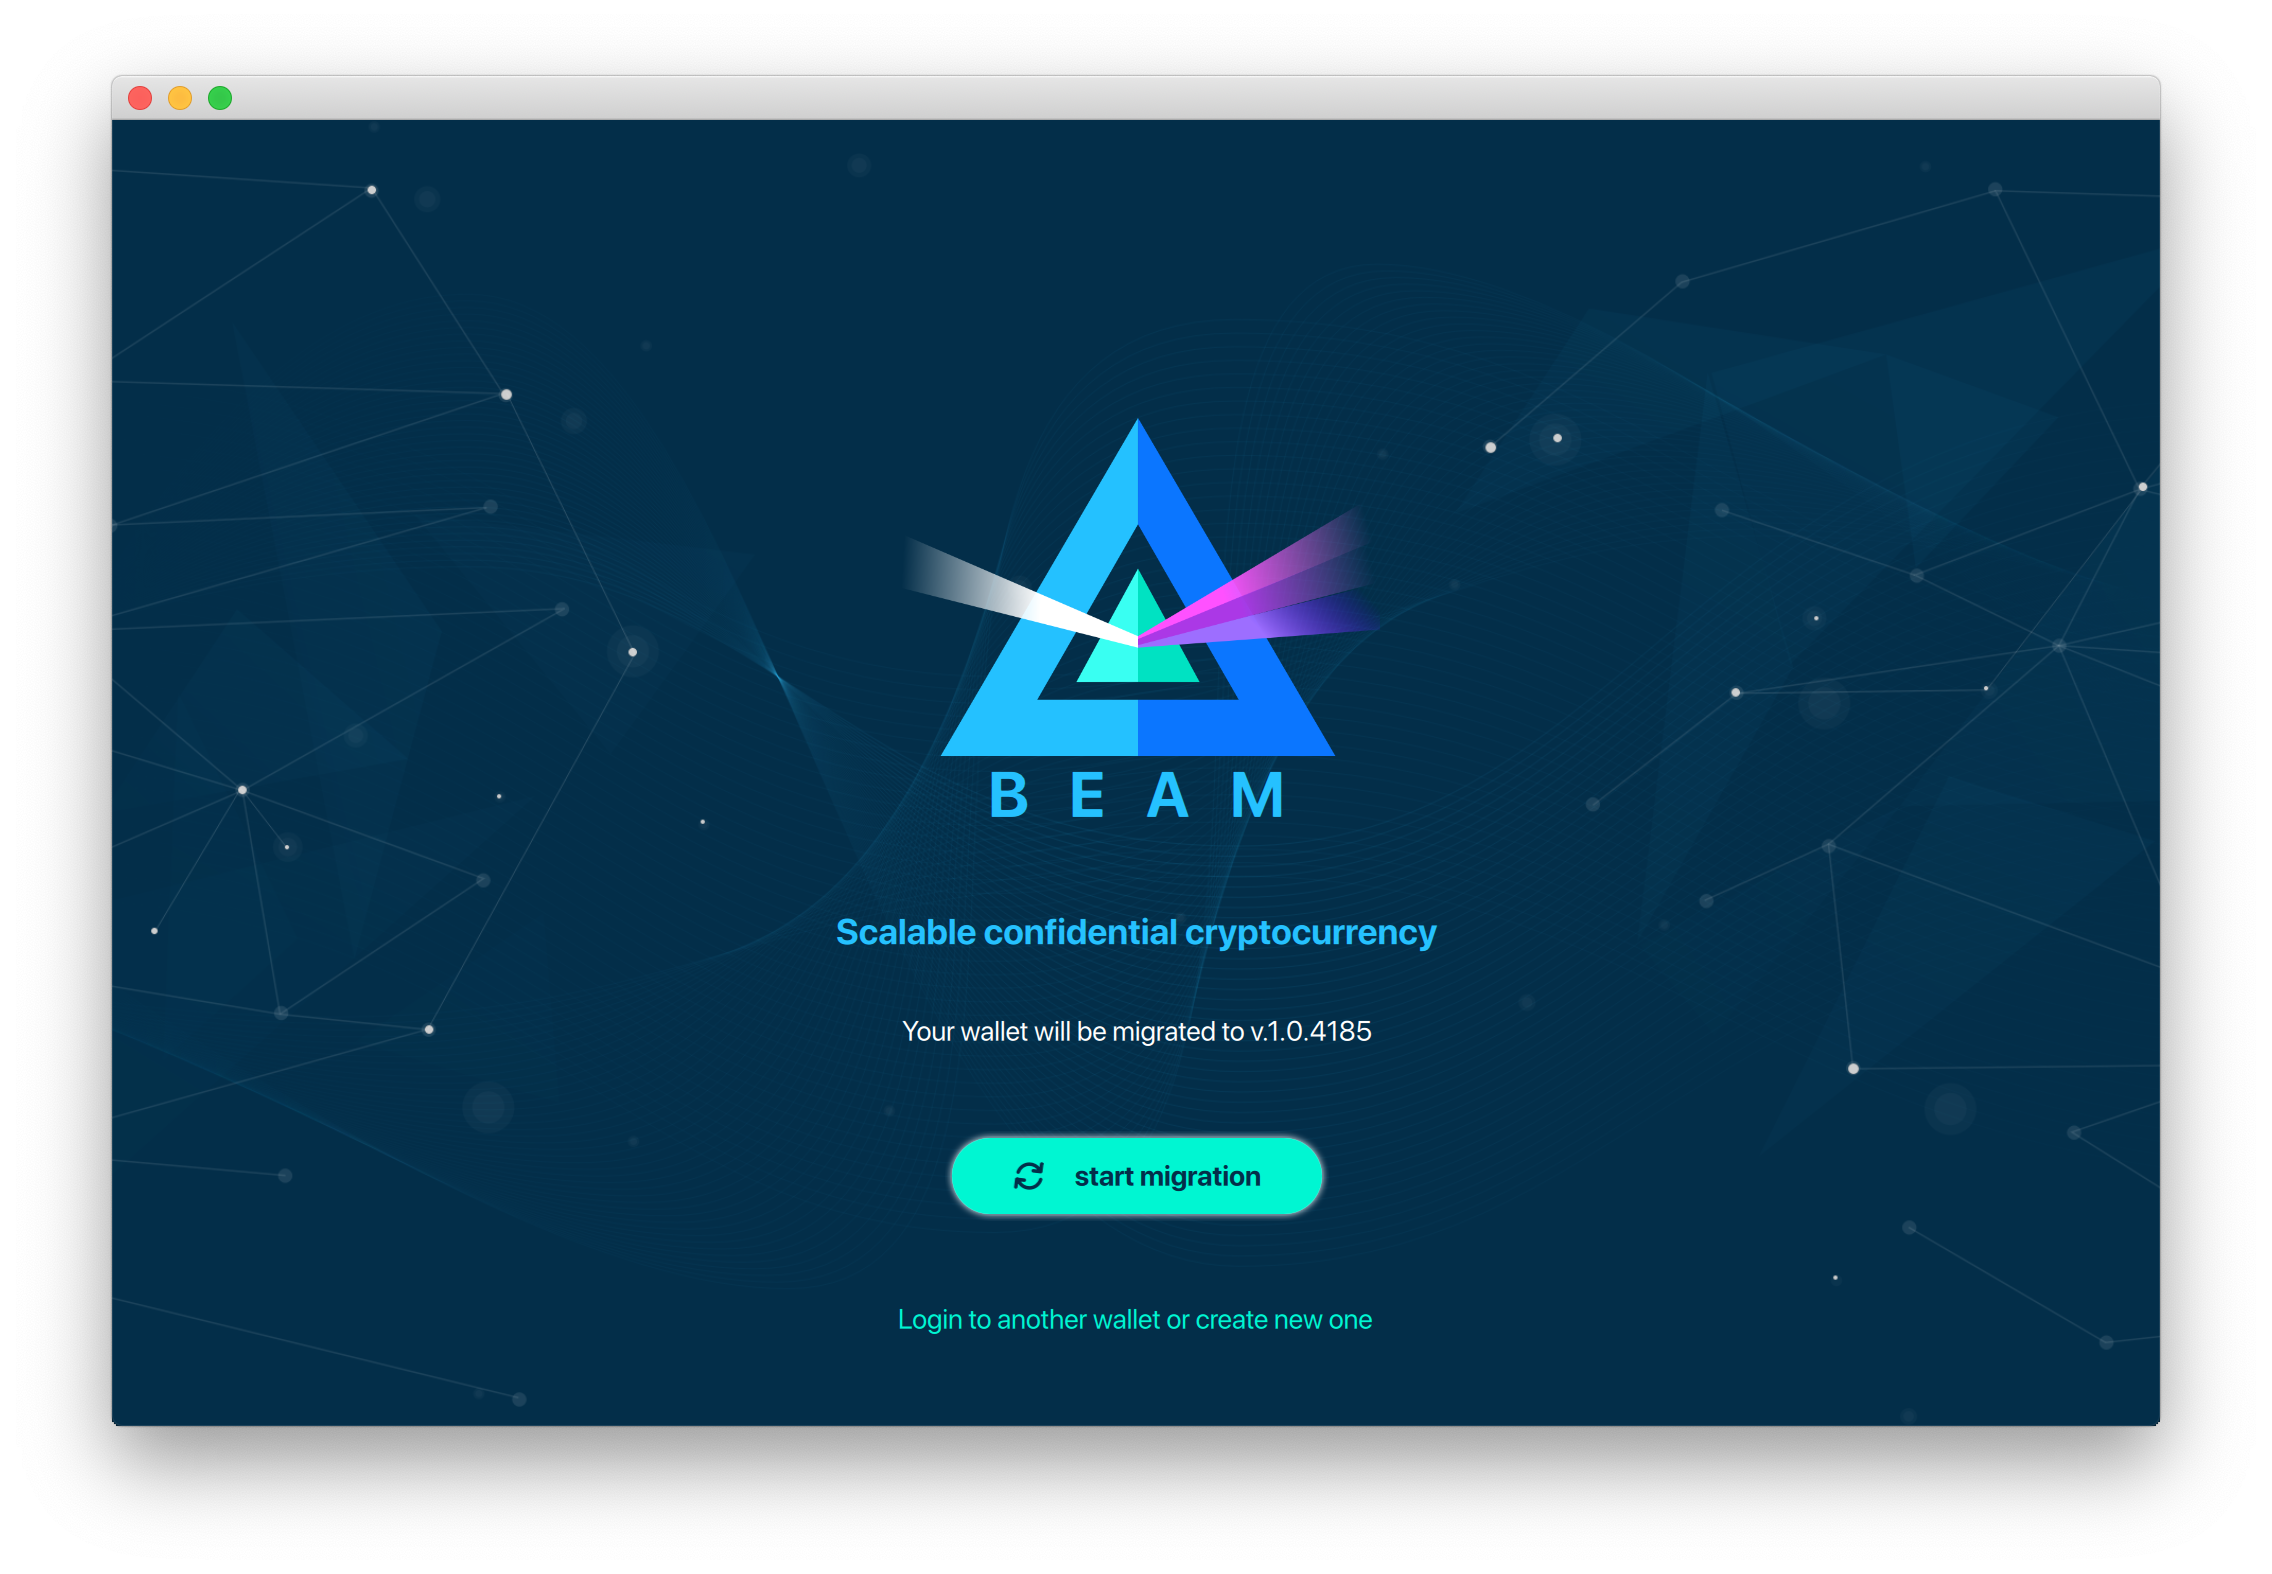 BEAM
Scalable confidential cryptocurrency
Your wallet will be migrated to v.1.0.4185
start migration
Login to another wallet or create new one